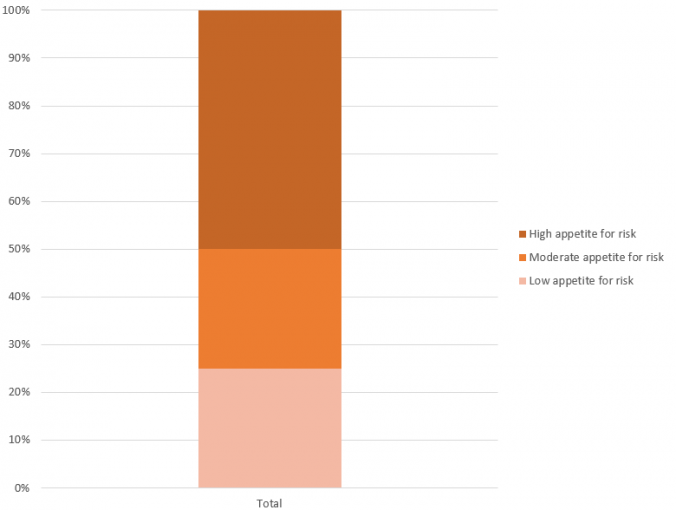 100%
90%
80%
70%
60%
50%
40%
30%
20%
10%
0%
Total
High appetite for risk
Moderate appetite for risk
Low appetite for risk